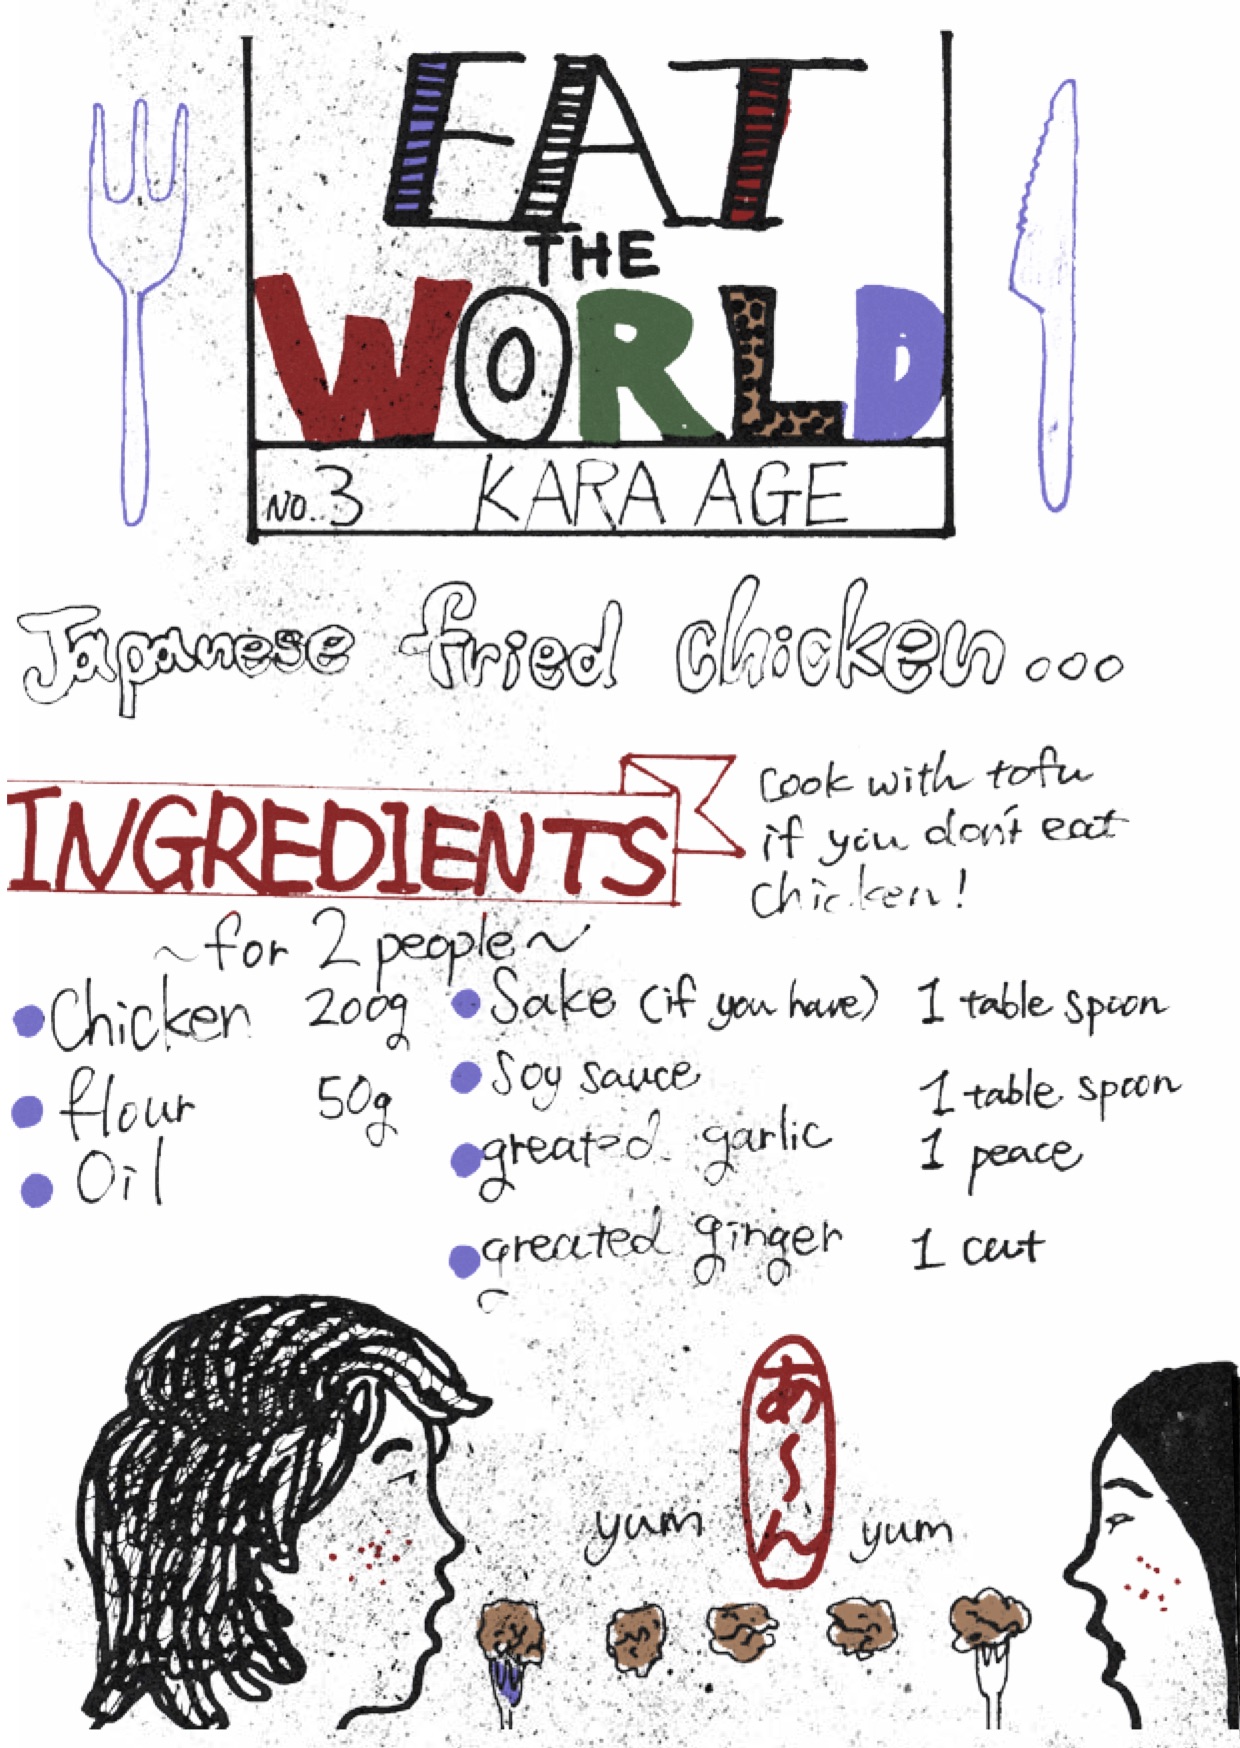 EAT
THE
WORLD
NO.3 KARA AGE
Japanese fried chicken...
INGREDIENTS
Cook with tofu
if you don't eat
chicken!
~for 2 people~
Chicken 200g
flour 50g
Oil
Sake (if you have) 1 table spoon
Soy sauce 1 table spoon
greated garlic 1 peace
greated ginger 1 cut
あ〜ん
yum yum